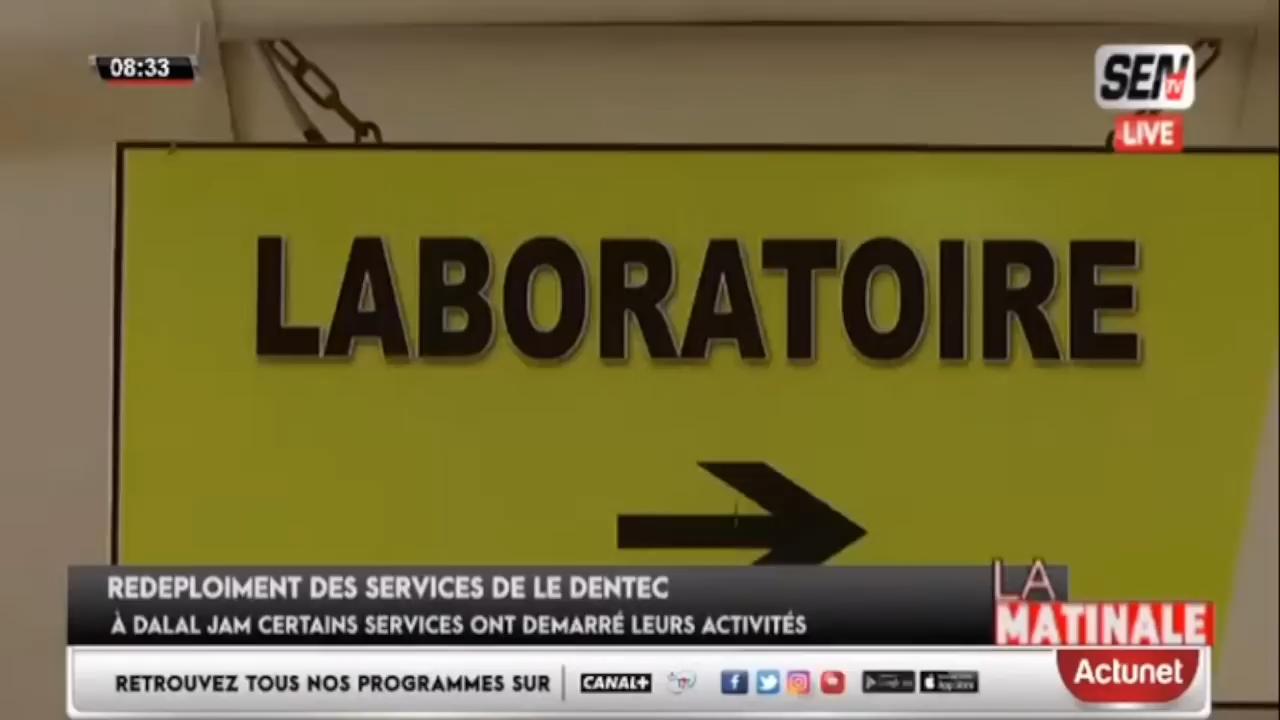 08:33
SEN TV
LIVE
LABORATOIRE
REDEPLOIMENT DES SERVICES DE LE DENTEC
À DALAL JAM CERTAINS SERVICES ONT DEMARRÉ LEURS ACTIVITÉS
LA
MATINALE
RETROUVEZ TOUS NOS PROGRAMMES SUR CANAL+
Actunet